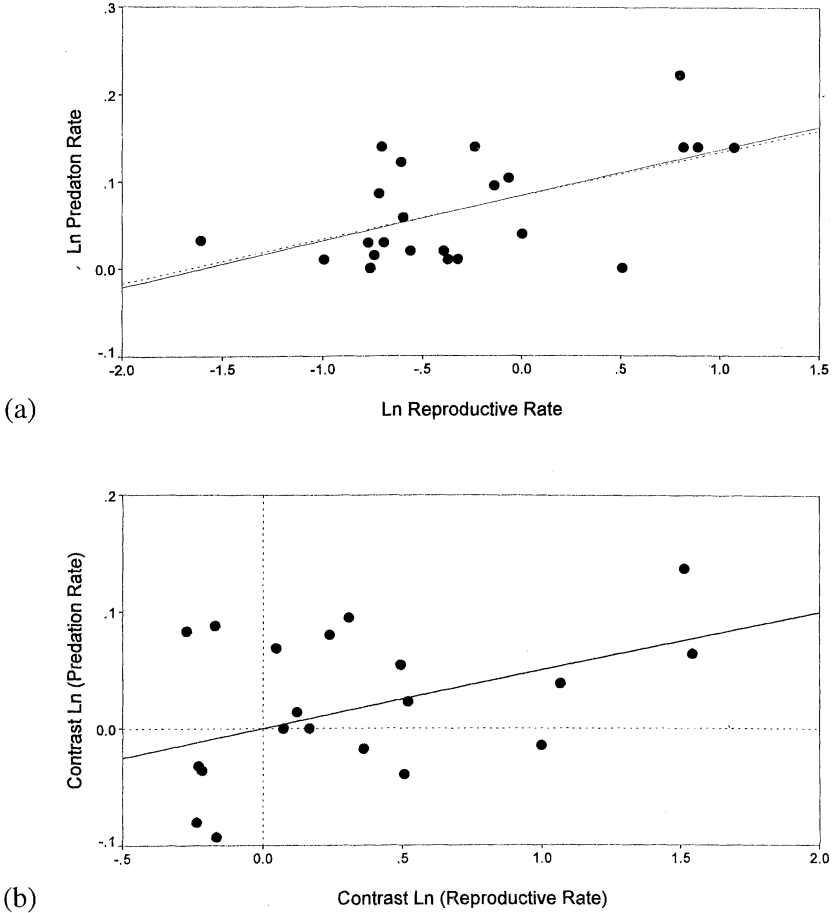 .3
.2
.1
0.0
-.1
-2.0 -1.5 -1.0 -.5 0.0 .5 1.0 1.5
Ln Predaton Rate
Ln Reproductive Rate
(a)
.2
.1
0.0
-.1
-.5 0.0 .5 1.0 1.5 2.0
Contrast Ln (Predation Rate)
Contrast Ln (Reproductive Rate)
(b)